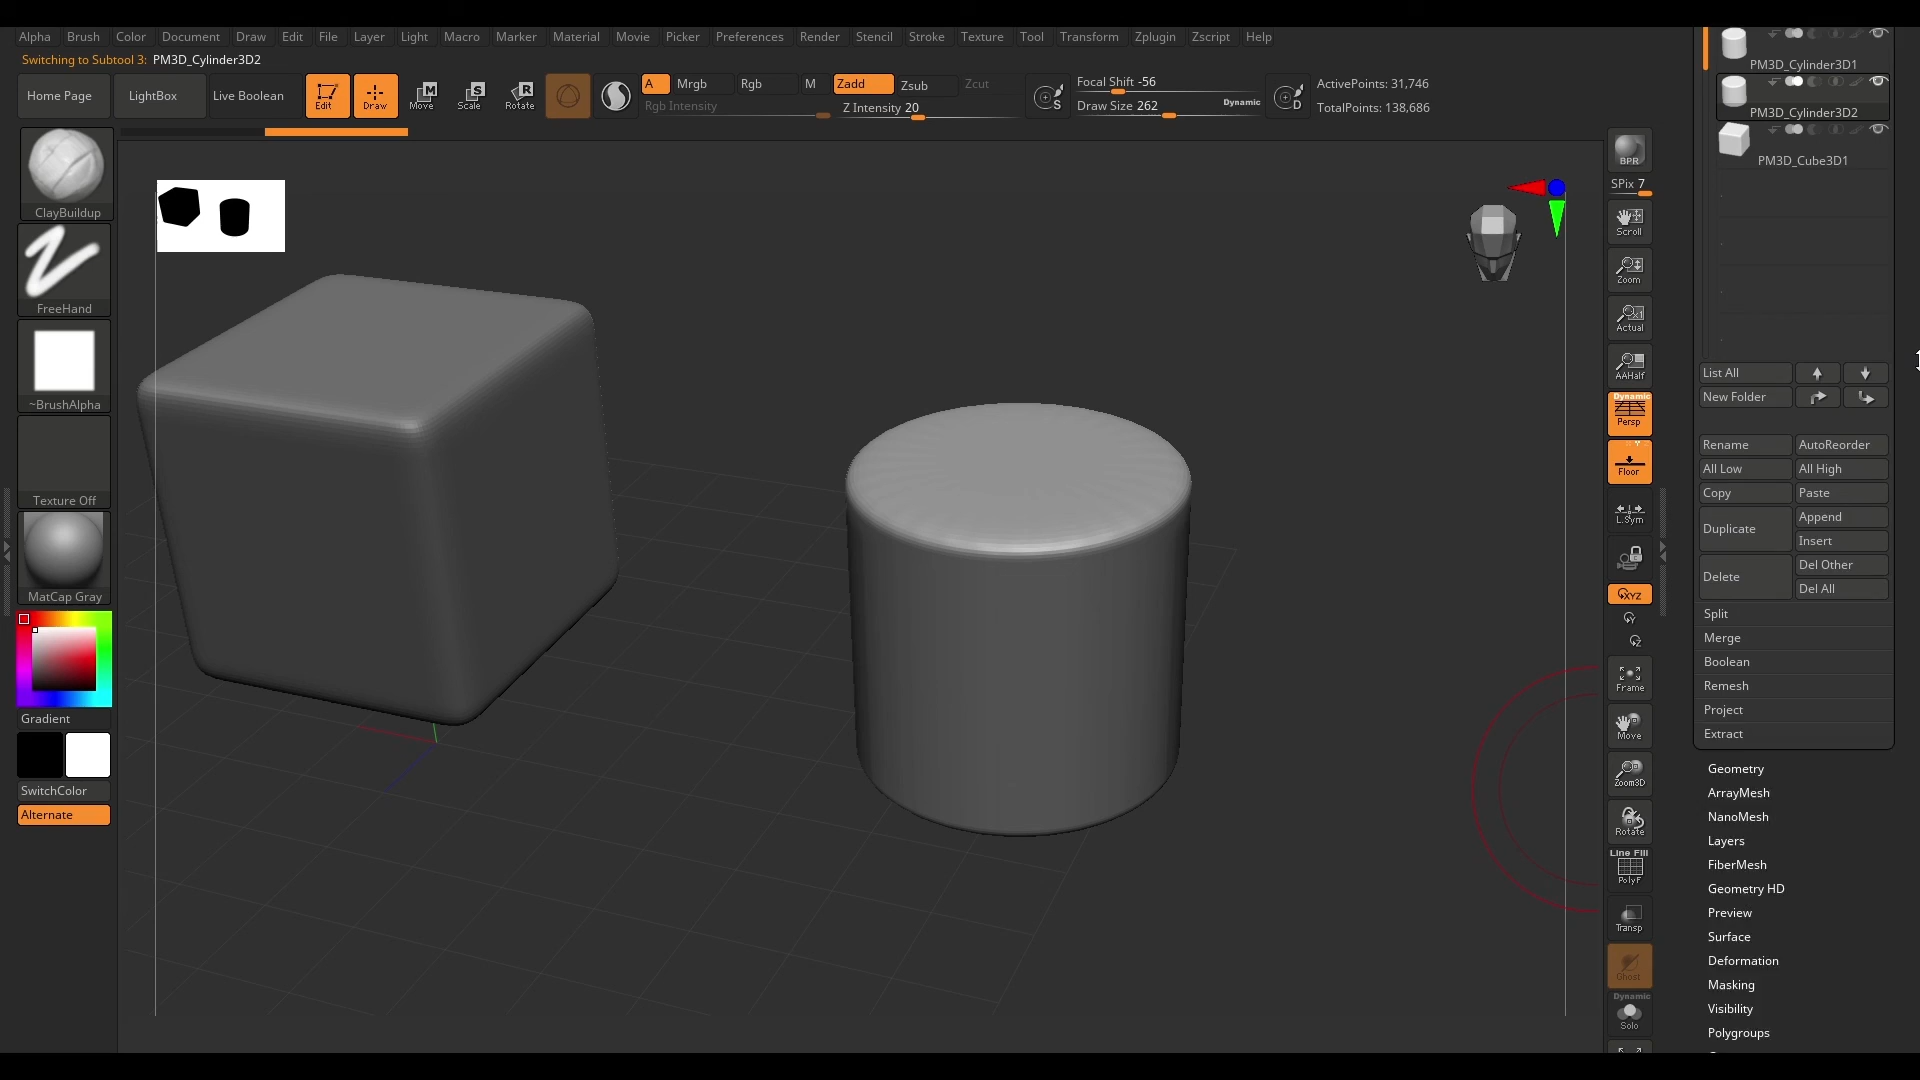 Alpha Brush Color Document Draw Edit File Layer Light Macro Marker Material Movie Picker Preferences Render Stencil Stroke Texture Tool Transform Zplugin Zscript Help
Switching to Subtool 3: PM3D_Cylinder3D2
Home Page LightBox Live Boolean Edit Draw Move Scale Rotate
A Mrgb Rgb M Zadd Zsub Zcut
Rgb Intensity Z Intensity 20
Focal Shift -56
Draw Size 262 Dynamic
ActivePoints: 31,746
TotalPoints: 138,686
ClayBuildup
FreeHand
~BrushAlpha
Texture Off
MatCap Gray
Gradient
SwitchColor
Alternate
BPR
SPix 7
Scroll
Zoom
Actual
AAHalf
Dynamic
Persp
Floor
L.Sym
XYZ
Y
Z
Frame
Move
Zoom3D
Rotate
Line Fill
PolyF
Transp
Ghost
Dynamic
Solo
PM3D_Cylinder3D1
PM3D_Cylinder3D2
PM3D_Cube3D1
List All
New Folder
Rename AutoReorder
All Low All High
Copy Paste
Duplicate Append
Insert
Delete Del Other
Del All
Split
Merge
Boolean
Remesh
Project
Extract
Geometry
ArrayMesh
NanoMesh
Layers
FiberMesh
Geometry HD
Preview
Surface
Deformation
Masking
Visibility
Polygroups